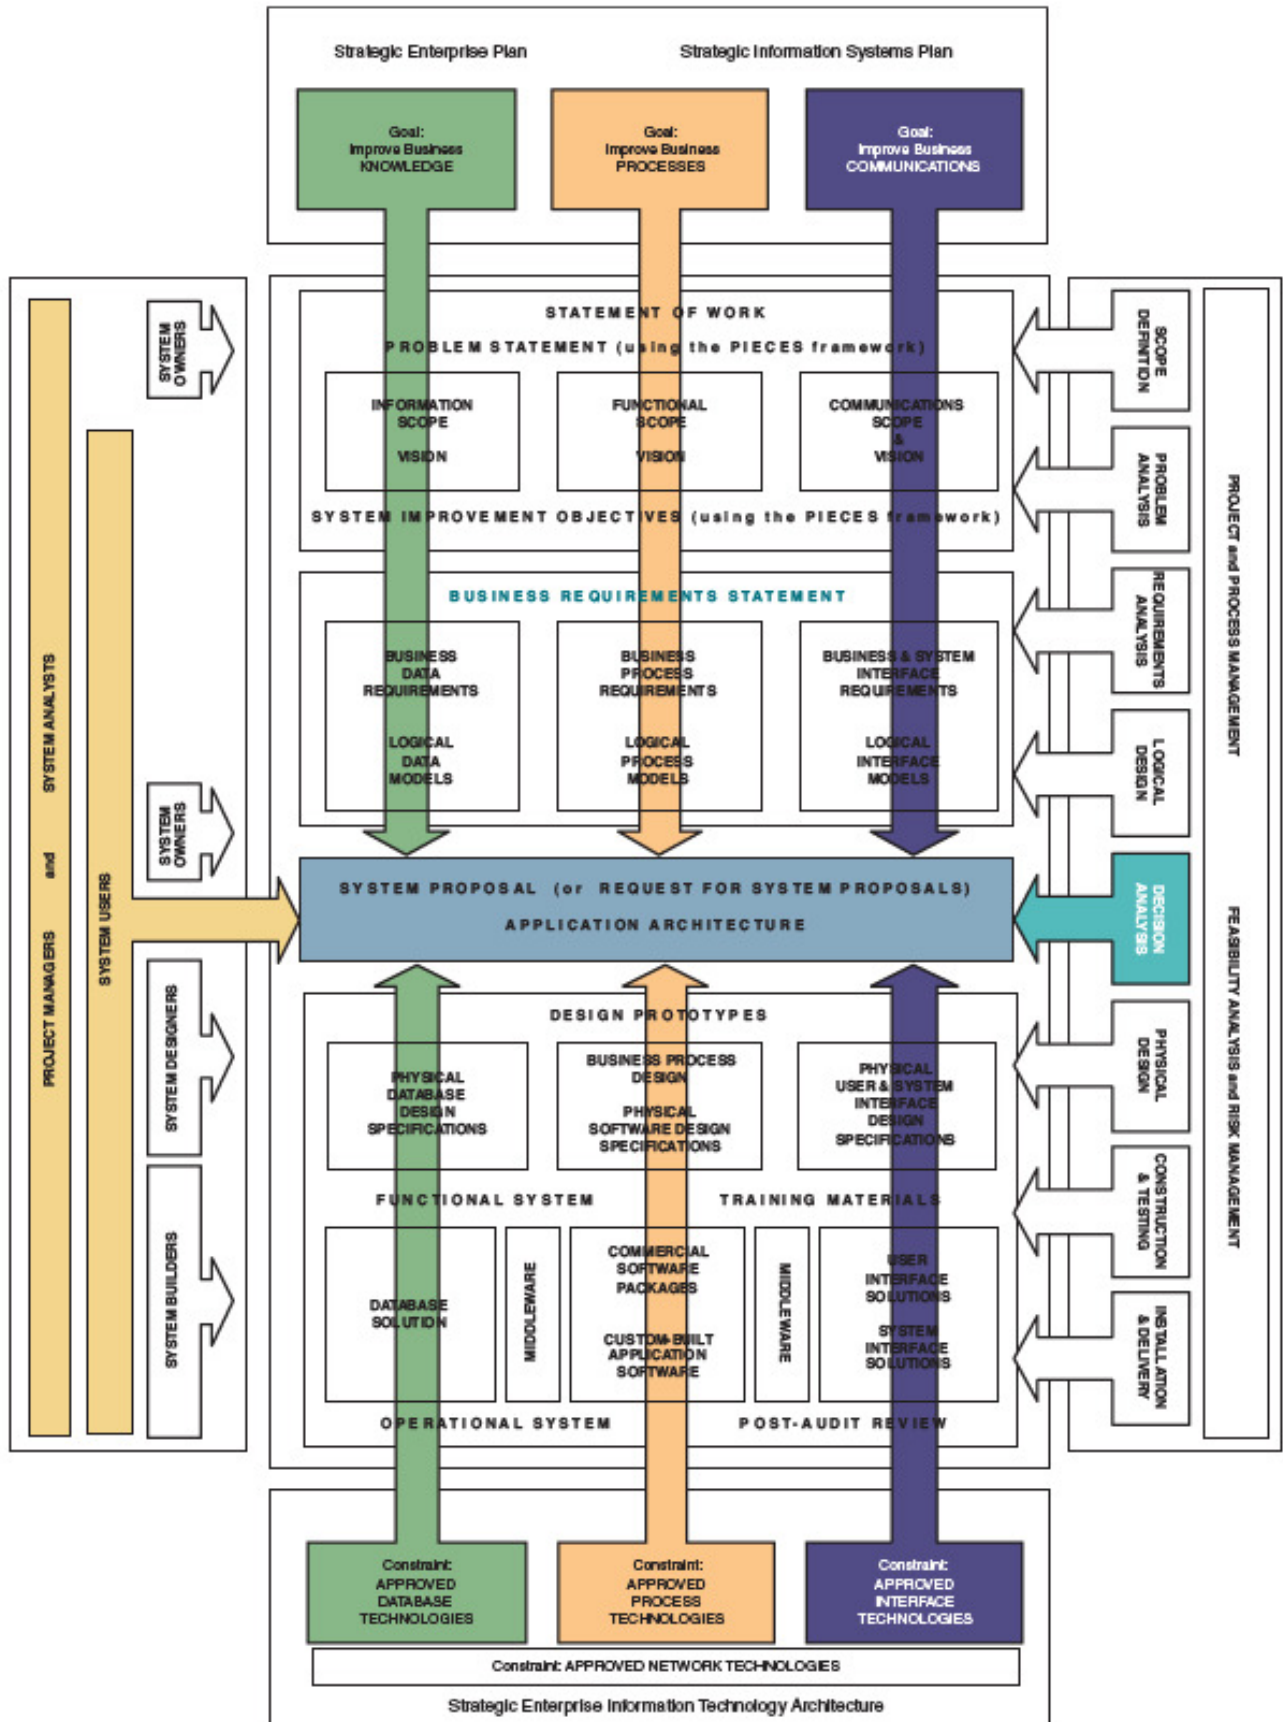 Strategic Enterprise Plan
Strategic Information Systems Plan
Goal:
Improve Business
KNOWLEDGE
Goal:
Improve Business
PROCESSES
Goal:
Improve Business
COMMUNICATIONS
PROJECT MANAGERS and SYSTEM ANALYSTS
SYSTEM USERS
SYSTEM
OWNERS
SYSTEM
OWNERS
SYSTEM DESIGNERS
SYSTEM BUILDERS
STATEMENT OF WORK
PROBLEM STATEMENT (using the PIECES framework)
INFORMATION
SCOPE
VISION
FUNCTIONAL
SCOPE
VISION
COMMUNICATIONS
SCOPE
&
VISION
SYSTEM IMPROVEMENT OBJECTIVES (using the PIECES framework)
BUSINESS REQUIREMENTS STATEMENT
BUSINESS
DATA
REQUIREMENTS
LOGICAL
DATA
MODELS
BUSINESS
PROCESS
REQUIREMENTS
LOGICAL
PROCESS
MODELS
BUSINESS & SYSTEM
INTERFACE
REQUIREMENTS
LOGICAL
INTERFACE
MODELS
SYSTEM PROPOSAL (or REQUEST FOR SYSTEM PROPOSALS)
APPLICATION ARCHITECTURE
DESIGN PROTOTYPES
PHYSICAL
DATABASE
DESIGN
SPECIFICATIONS
BUSINESS PROCESS
DESIGN
PHYSICAL
SOFTWARE DESIGN
SPECIFICATIONS
PHYSICAL
USER & SYSTEM
INTERFACE
DESIGN
SPECIFICATIONS
FUNCTIONAL SYSTEM
TRAINING MATERIALS
DATABASE
SOLUTION
MIDDLEWARE
COMMERCIAL
SOFTWARE
PACKAGES
CUSTOM-BUILT
APPLICATION
SOFTWARE
MIDDLEWARE
USER
INTERFACE
SOLUTIONS
SYSTEM
INTERFACE
SOLUTIONS
OPERATIONAL SYSTEM
POST-AUDIT REVIEW
SCOPE
DEFINITION
PROBLEM
ANALYSIS
REQUIREMENTS
ANALYSIS
LOGICAL
DESIGN
DECISION
ANALYSIS
PHYSICAL
DESIGN
CONSTRUCTION
& TESTING
INSTALLATION
& DELIVERY
PROJECT and PROCESS MANAGEMENT
FEASIBILITY ANALYSIS and RISK MANAGEMENT
Constraint:
APPROVED
DATABASE
TECHNOLOGIES
Constraint:
APPROVED
PROCESS
TECHNOLOGIES
Constraint:
APPROVED
INTERFACE
TECHNOLOGIES
Constraint: APPROVED NETWORK TECHNOLOGIES
Strategic Enterprise Information Technology Architecture